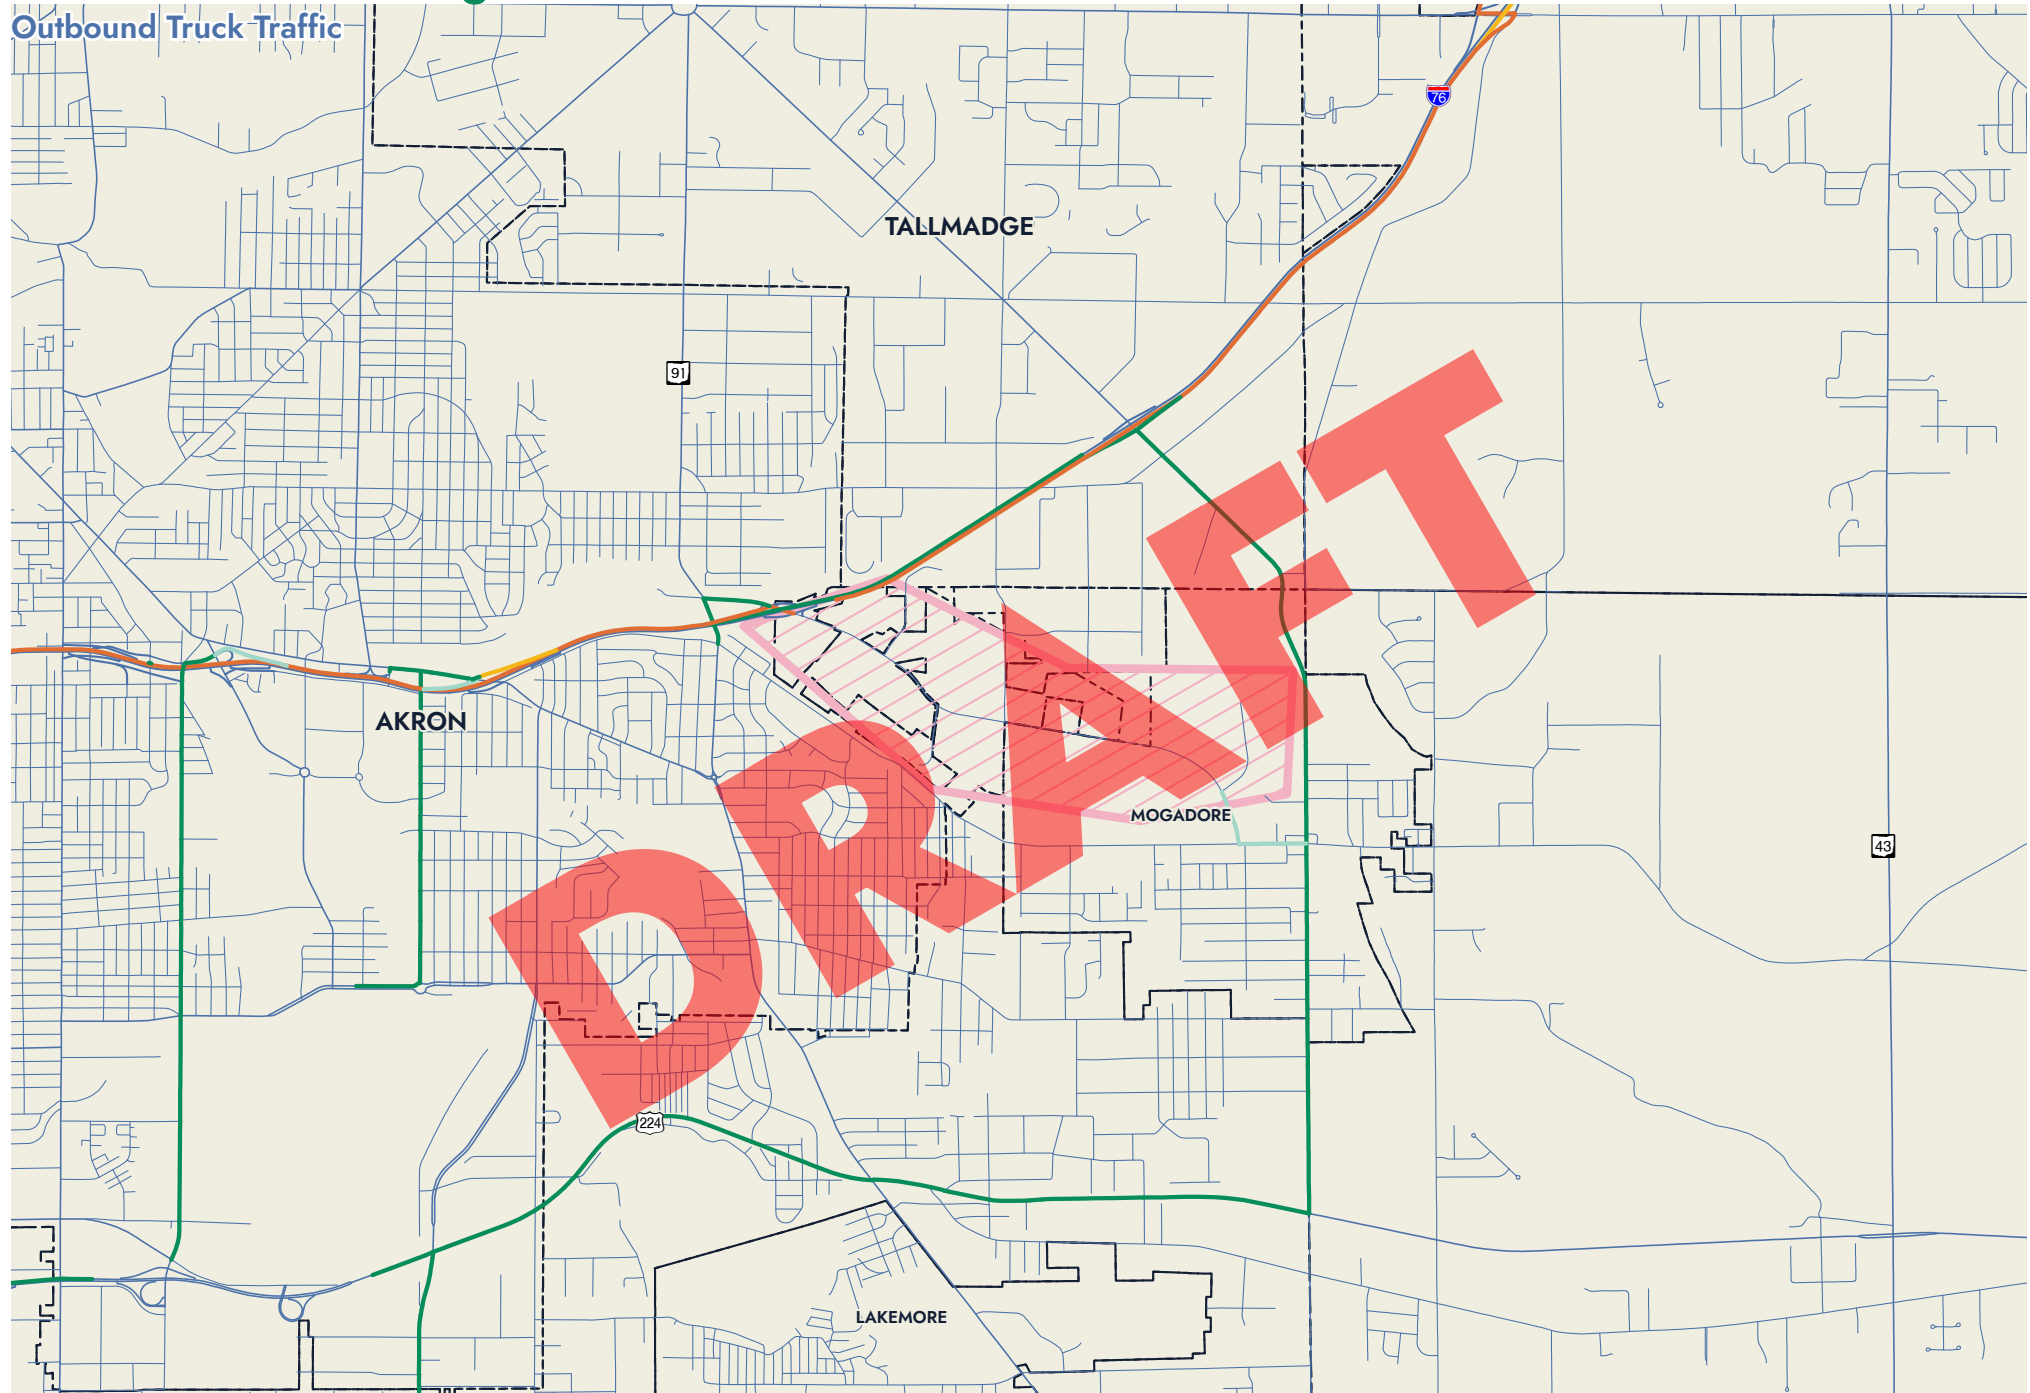 Outbound Truck Traffic
76
TALLMADGE
91
AKRON
MOGADORE
43
DRAFT
224
LAKEMORE